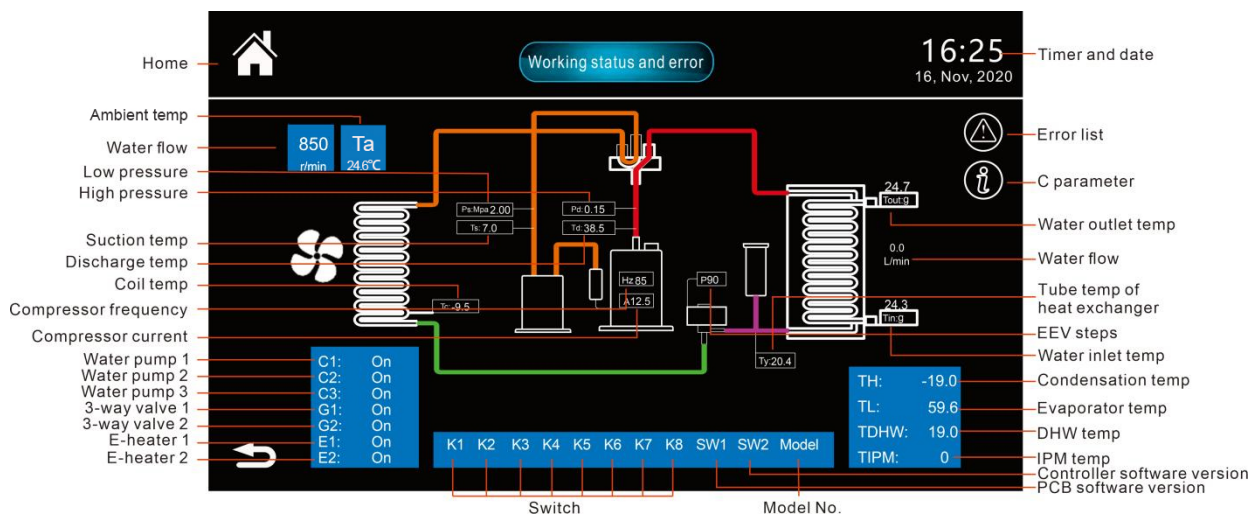 Home
Ambient temp
Water flow
Low pressure
High pressure
Suction temp
Discharge temp
Coil temp
Compressor frequency
Compressor current
Water pump 1
Water pump 2
Water pump 3
3-way valve 1
3-way valve 2
E-heater 1
E-heater 2
Working status and error
16:25
16, Nov, 2020
850
r/min
Ta
24.6℃
Ps:Mpa 2.00
Ts: 7.0
Pd:0.15
Td:38.5
Tc: -9.5
Hz 85
A12.5
P90
Ty:20.4
24.7
Tout:g
0.0
L/min
24.3
Tin:g
C1: On
C2: On
C3: On
G1: On
G2: On
E1: On
E2: On
K1 K2 K3 K4 K5 K6 K7 K8 SW1 SW2 Model
TH: -19.0
TL: 59.6
TDHW: 19.0
TIPM: 0
Timer and date
Error list
C parameter
Water outlet temp
Water flow
Tube temp of
heat exchanger
EEV steps
Water inlet temp
Condensation temp
Evaporator temp
DHW temp
IPM temp
Controller software version
PCB software version
Switch
Model No.